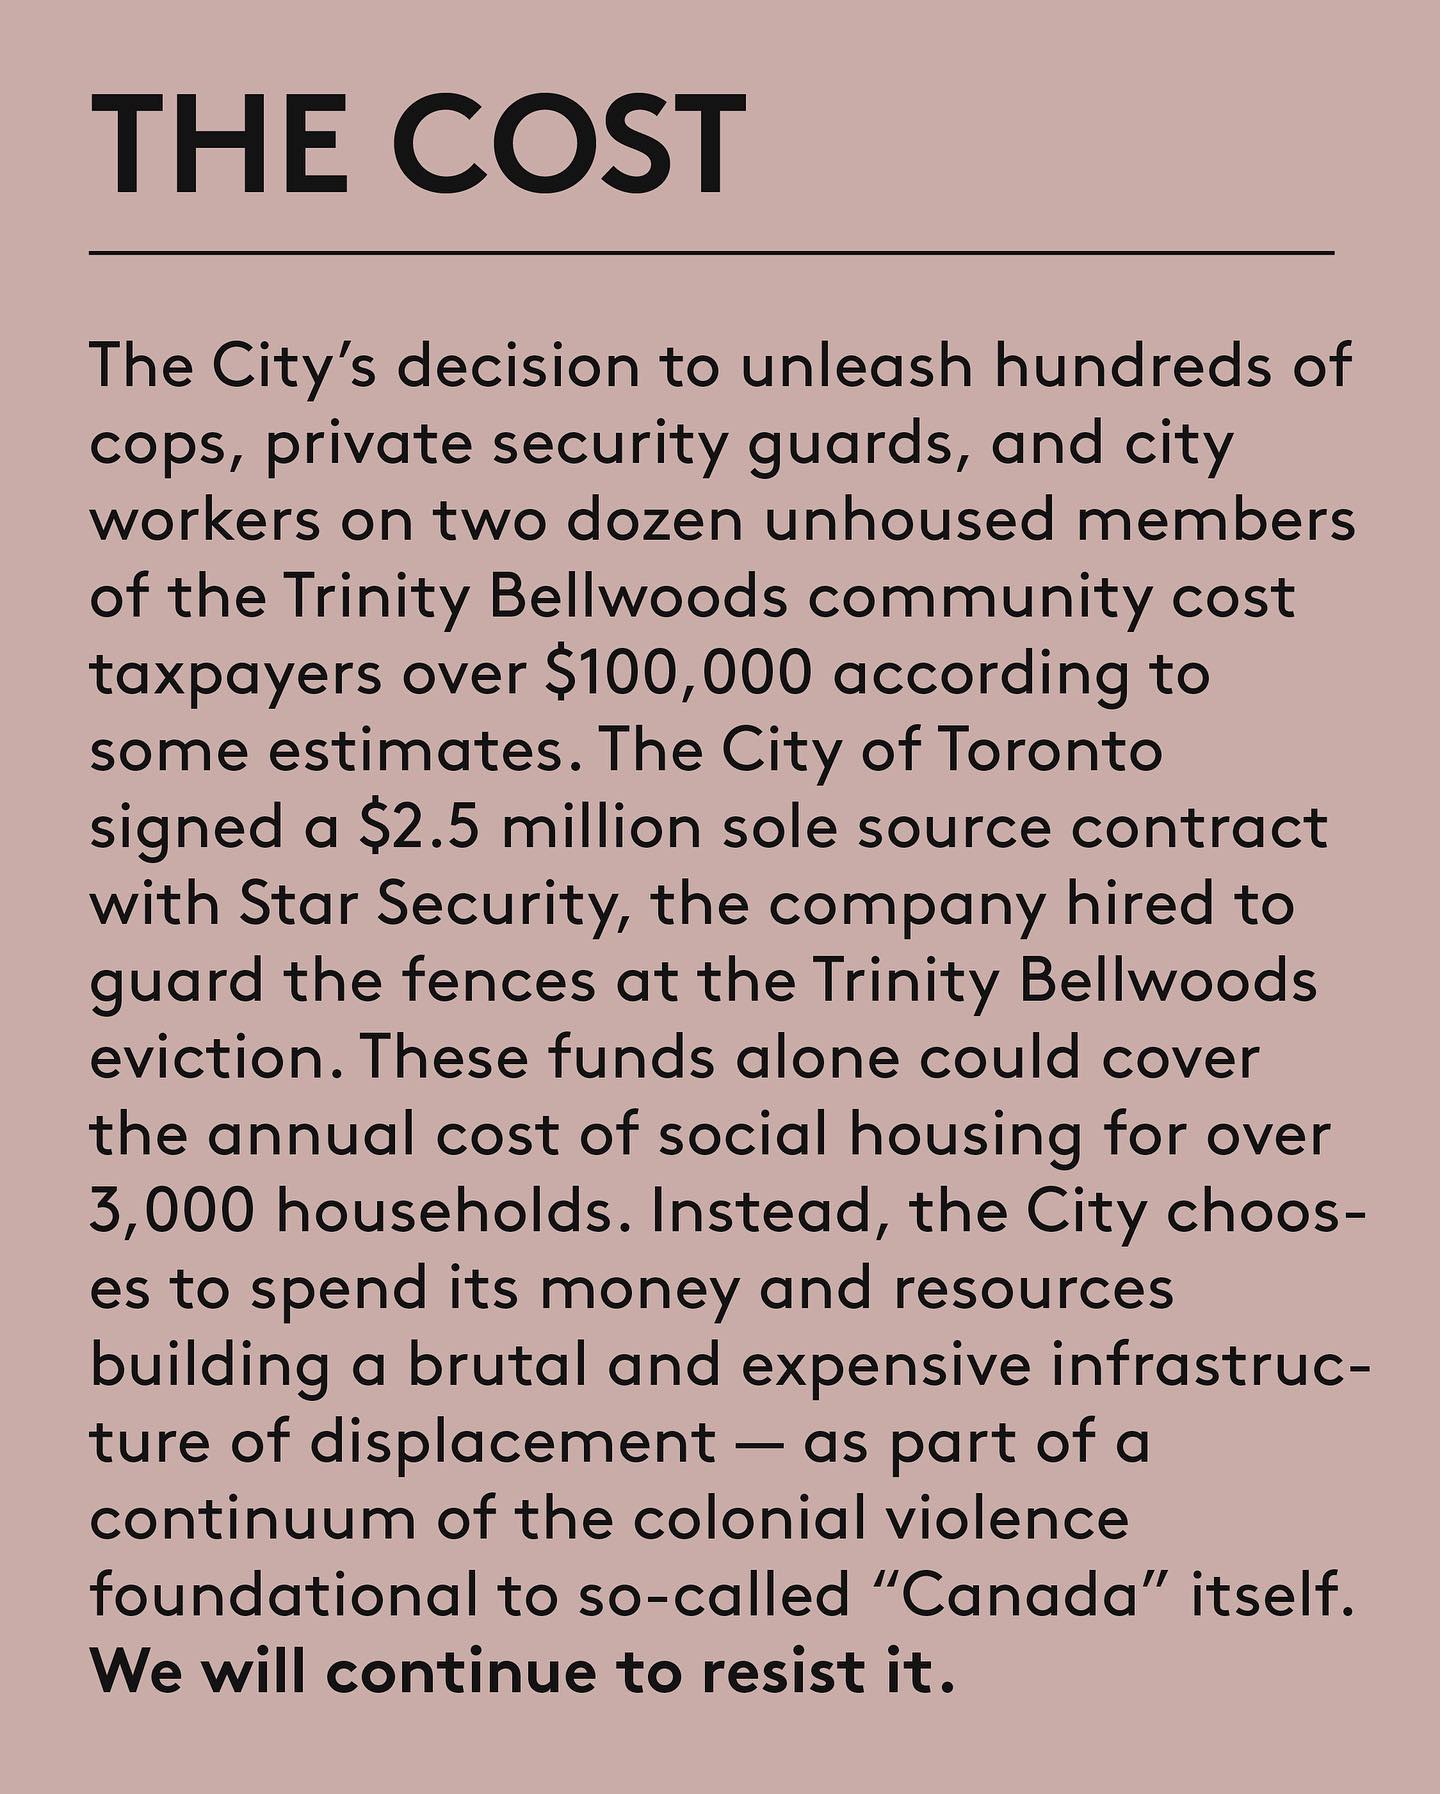 THE COST
The City’s decision to unleash hundreds of
cops, private security guards, and city
workers on two dozen unhoused members
of the Trinity Bellwoods community cost
taxpayers over $100,000 according to
some estimates. The City of Toronto
signed a $2.5 million sole source contract
with Star Security, the company hired to
guard the fences at the Trinity Bellwoods
eviction. These funds alone could cover
the annual cost of social housing for over
3,000 households. Instead, the City choos-
es to spend its money and resources
building a brutal and expensive infrastruc-
ture of displacement — as part of a
continuum of the colonial violence
foundational to so-called “Canada” itself.
We will continue to resist it.